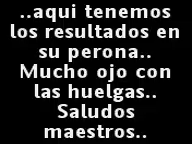 ..aqui tenemos
los resultados en
su perona..
Mucho ojo con
las huelgas..
Saludos
maestros..